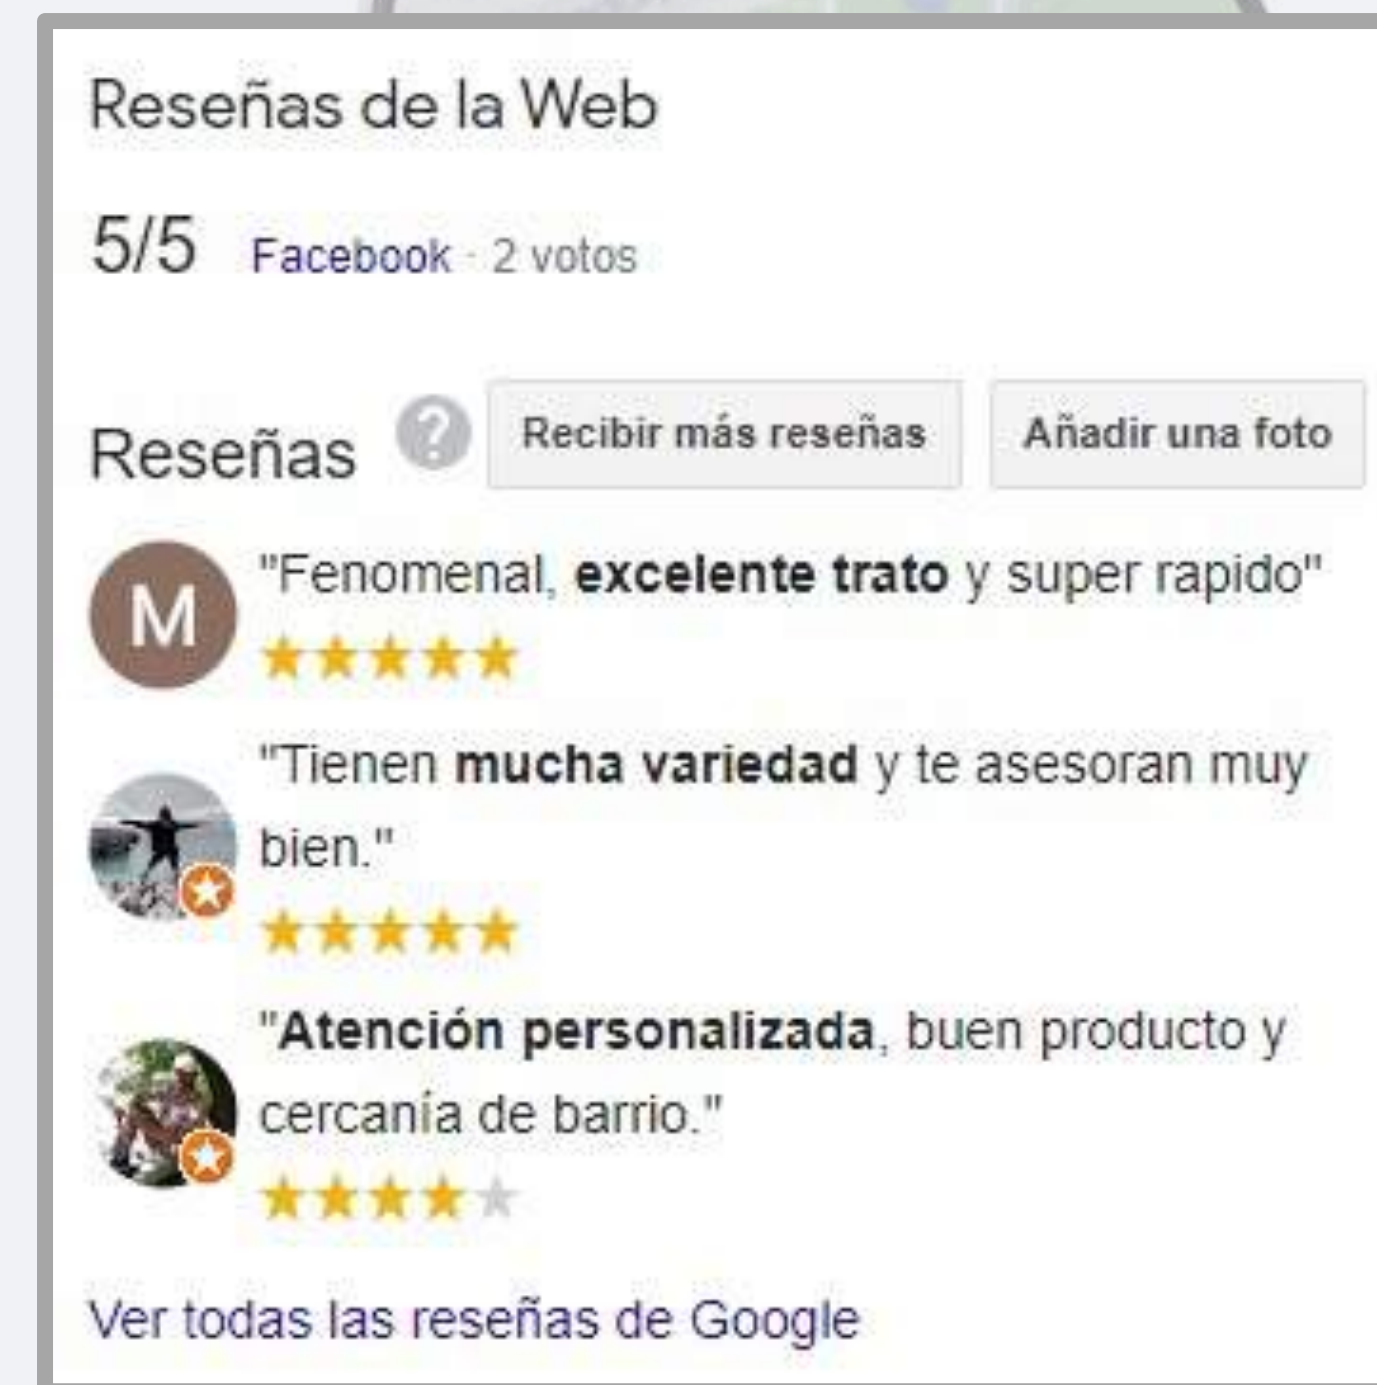 Reseñas de la Web
5/5 Facebook · 2 votos
Reseñas ? Recibir más reseñas Añadir una foto
M "Fenomenal, excelente trato y super rapido"
"Tienen mucha variedad y te asesoran muy
bien."
"Atención personalizada, buen producto y
cercanía de barrio."
Ver todas las reseñas de Google